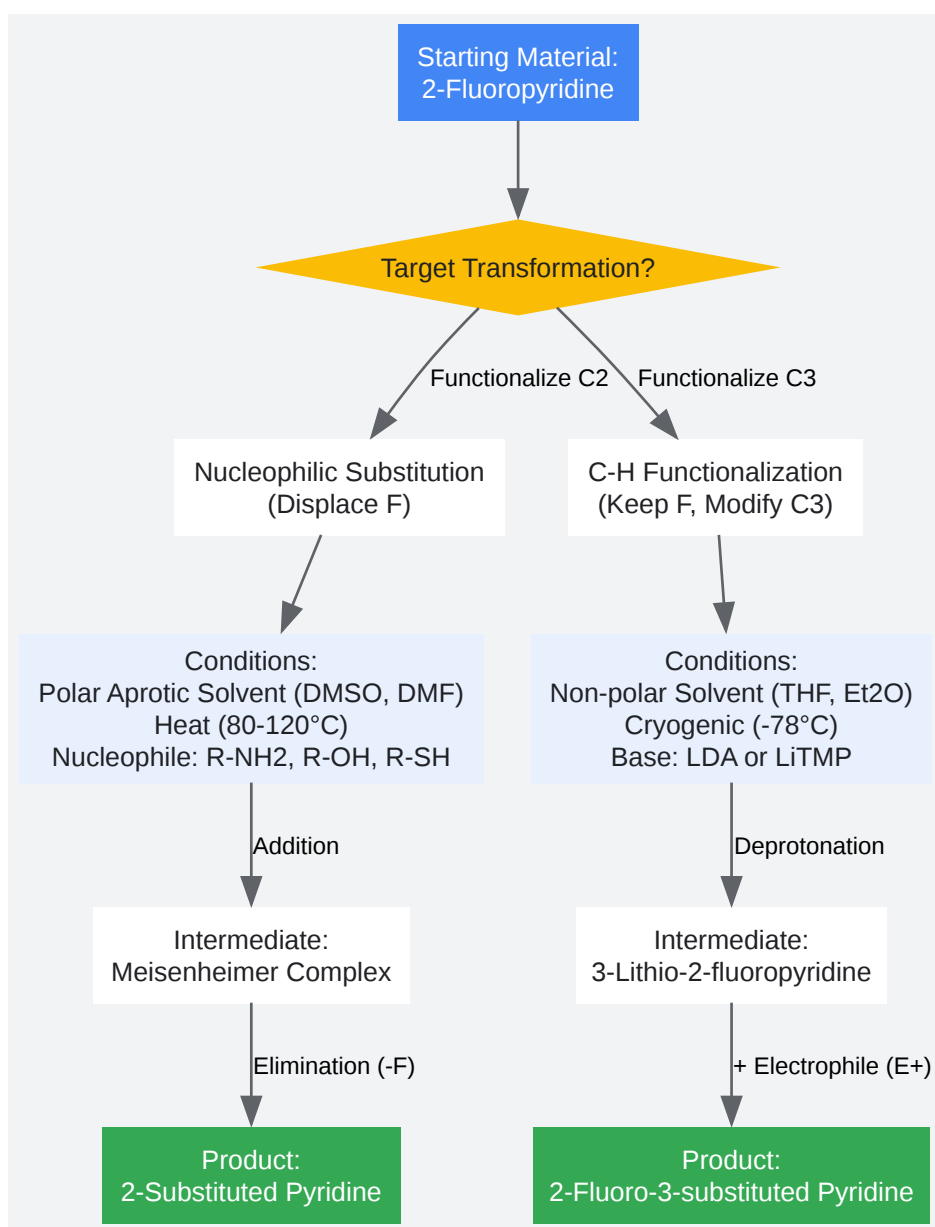 Starting Material:
2-Fluoropyridine
Target Transformation?
Functionalize C2
Functionalize C3
Nucleophilic Substitution
(Displace F)
C-H Functionalization
(Keep F, Modify C3)
Conditions:
Polar Aprotic Solvent (DMSO, DMF)
Heat (80-120°C)
Nucleophile: R-NH2, R-OH, R-SH
Conditions:
Non-polar Solvent (THF, Et2O)
Cryogenic (-78°C)
Base: LDA or LiTMP
Addition
Deprotonation
Intermediate:
Meisenheimer Complex
Intermediate:
3-Lithio-2-fluoropyridine
Elimination (-F)
+ Electrophile (E+)
Product:
2-Substituted Pyridine
Product:
2-Fluoro-3-substituted Pyridine